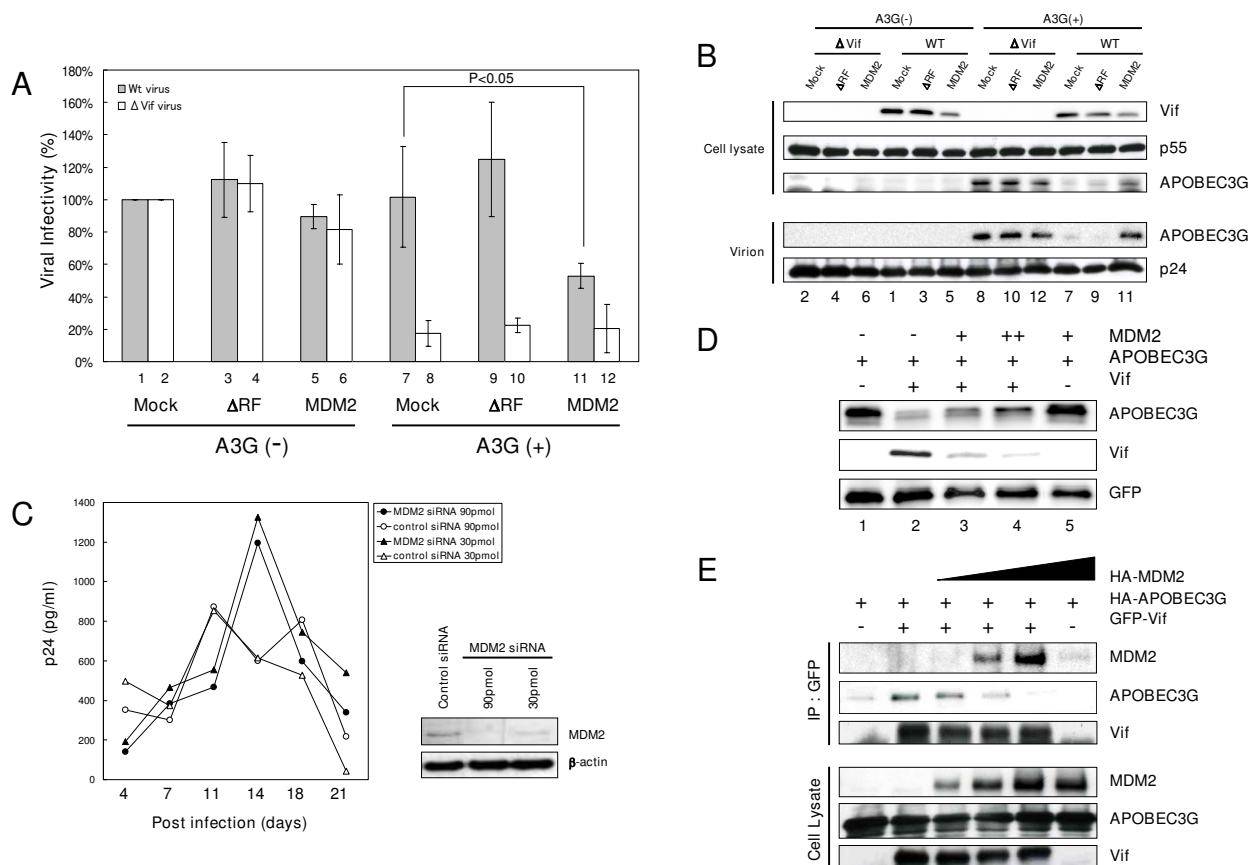 A
180%
160%
140%
120%
100%
80%
60%
40%
20%
0%
Viral Infectivity (%)
Wt virus
Δ Vif virus
P<0.05
1 2 3 4 5 6 7 8 9 10 11 12
Mock ΔRF MDM2 Mock ΔRF MDM2
A3G (-) A3G (+)
B
A3G(-) A3G(+)
Δ Vif WT Δ Vif WT
Mock ΔRF MDM2 Mock ΔRF MDM2 Mock ΔRF MDM2 Mock ΔRF MDM2
Cell lysate
Vif
p55
APOBEC3G
Virion
APOBEC3G
p24
2 4 6 1 3 5 8 10 12 7 9 11
C
1400
1200
1000
800
600
400
200
0
p24 (pg/ml)
4 7 11 14 18 21
Post infection (days)
MDM2 siRNA 90pmol
control siRNA 90pmol
MDM2 siRNA 30pmol
control siRNA 30pmol
Control siRNA
MDM2 siRNA
90pmol 30pmol
MDM2
β-actin
D
- - + ++ + MDM2
+ + + + + APOBEC3G
- + + + - Vif
APOBEC3G
Vif
GFP
1 2 3 4 5
E
HA-MDM2
+ + + + + + HA-APOBEC3G
- + + + + - GFP-Vif
IP : GFP
MDM2
APOBEC3G
Vif
Cell Lysate
MDM2
APOBEC3G
Vif